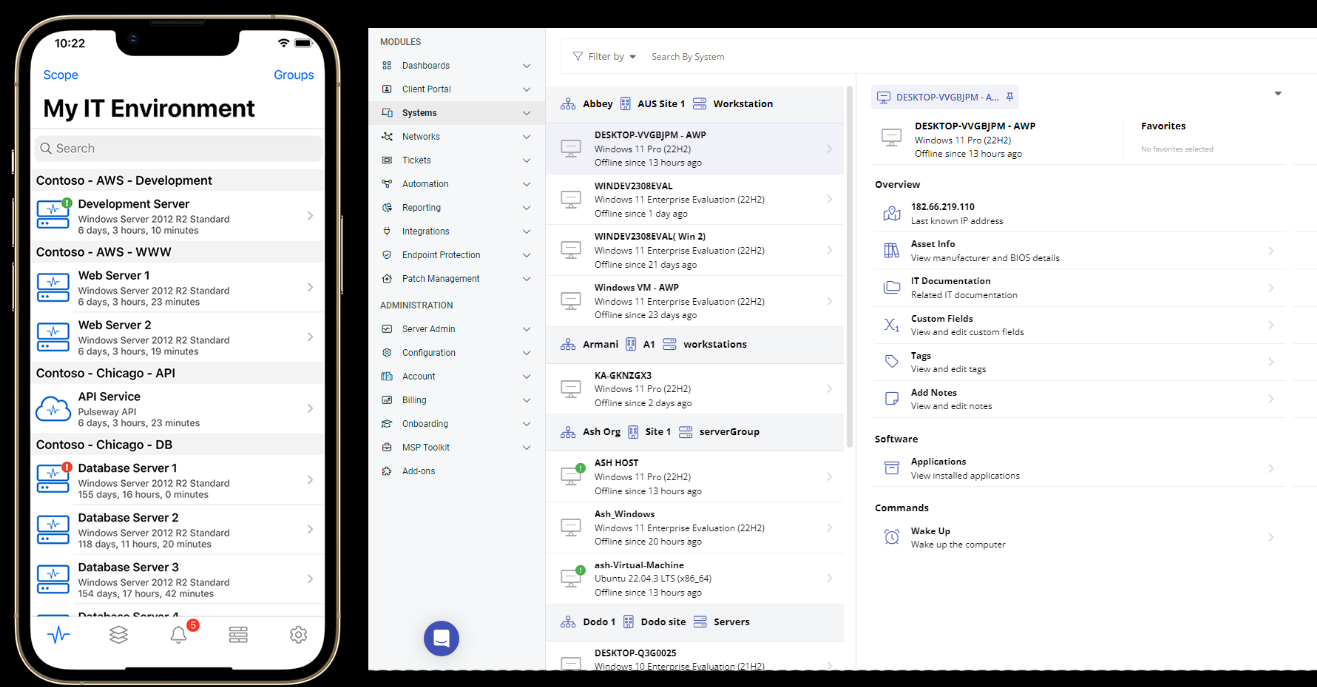 10:22
Scope
Groups
My IT Environment
Search
Contoso - AWS - Development
Development Server
Windows Server 2012 R2 Standard
6 days, 3 hours, 10 minutes
Contoso - AWS - WWW
Web Server 1
Windows Server 2012 R2 Standard
6 days, 3 hours, 23 minutes
Web Server 2
Windows Server 2012 R2 Standard
6 days, 3 hours, 19 minutes
Contoso - Chicago - API
API Service
Pulseway API
6 days, 3 hours, 23 minutes
Contoso - Chicago - DB
Database Server 1
Windows Server 2012 R2 Standard
155 days, 16 hours, 0 minutes
Database Server 2
Windows Server 2012 R2 Standard
118 days, 11 hours, 20 minutes
Database Server 3
Windows Server 2012 R2 Standard
154 days, 17 hours, 42 minutes
Database Server 4
5
MODULES
Dashboards
Client Portal
Systems
Networks
Tickets
Automation
Reporting
Integrations
Endpoint Protection
Patch Management
ADMINISTRATION
Server Admin
Configuration
Account
Billing
Onboarding
MSP Toolkit
Add-ons
Filter by
Search By System
Abbey AUS Site 1 Workstation
DESKTOP-VVGBJPM - AWP
Windows 11 Pro (22H2)
Offline since 13 hours ago
WINDEV2308EVAL
Windows 11 Enterprise Evaluation (22H2)
Offline since 1 day ago
WINDEV2308EVAL( Win 2)
Windows 11 Enterprise Evaluation (22H2)
Offline since 21 days ago
Windows VM - AWP
Windows 11 Enterprise Evaluation (22H2)
Offline since 23 days ago
Armani A1 workstations
KA-GKNZGX3
Windows 11 Pro (22H2)
Offline since 2 days ago
Ash Org Site 1 serverGroup
ASH HOST
Windows 11 Pro (22H2)
Offline since 13 hours ago
Ash_Windows
Windows 11 Enterprise Evaluation (22H2)
Offline since 20 hours ago
ash-Virtual-Machine
Ubuntu 22.04.3 LTS (x86_64)
Offline since 13 hours ago
Dodo 1 Dodo site Servers
DESKTOP-Q3G0025
Windows 10 Enterprise Evaluation (21H2)
DESKTOP-VVGBJPM - A...
DESKTOP-VVGBJPM - AWP
Windows 11 Pro (22H2)
Offline since 13 hours ago
Favorites
No favorites selected
Overview
182.66.219.110
Last known IP address
Asset Info
View manufacturer and BIOS details
IT Documentation
Related IT documentation
Custom Fields
View and edit custom fields
Tags
View and edit tags
Add Notes
View and edit notes
Software
Applications
View installed applications
Commands
Wake Up
Wake up the computer